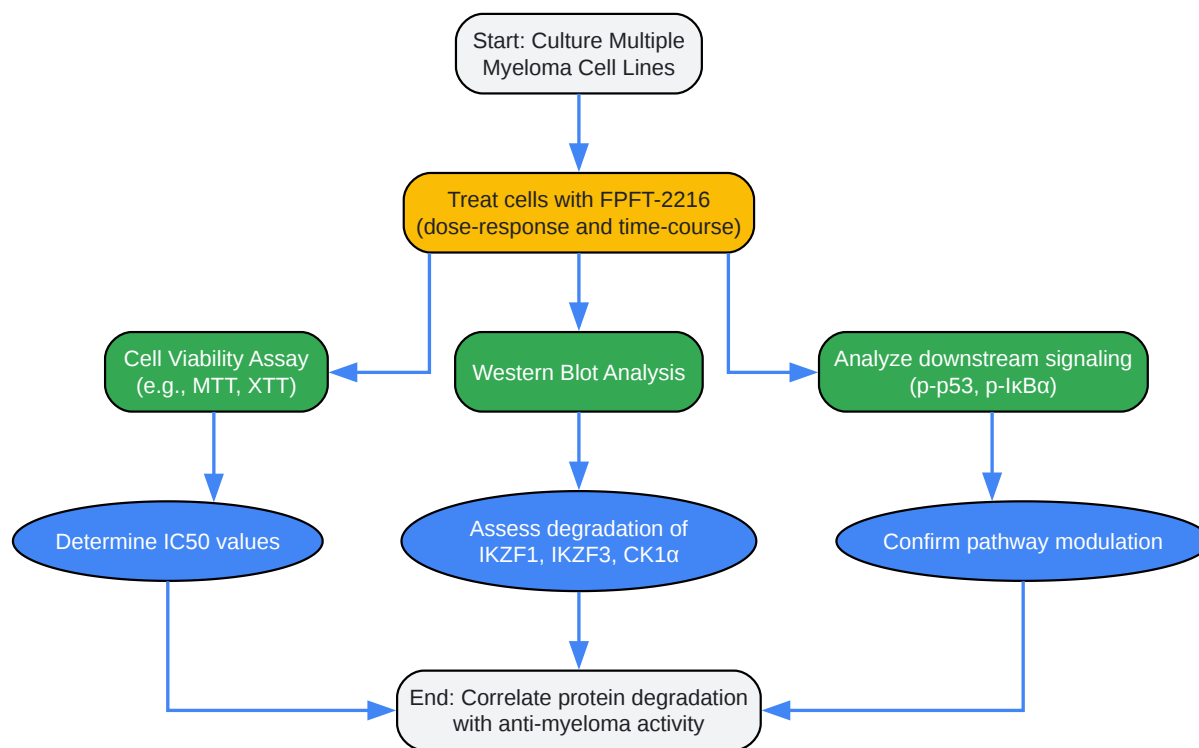 Start: Culture Multiple
Myeloma Cell Lines
Treat cells with FPFT-2216
(dose-response and time-course)
Cell Viability Assay
(e.g., MTT, XTT)
Western Blot Analysis
Analyze downstream signaling
(p-p53, p-IκBα)
Determine IC50 values
Assess degradation of
IKZF1, IKZF3, CK1α
Confirm pathway modulation
End: Correlate protein degradation
with anti-myeloma activity